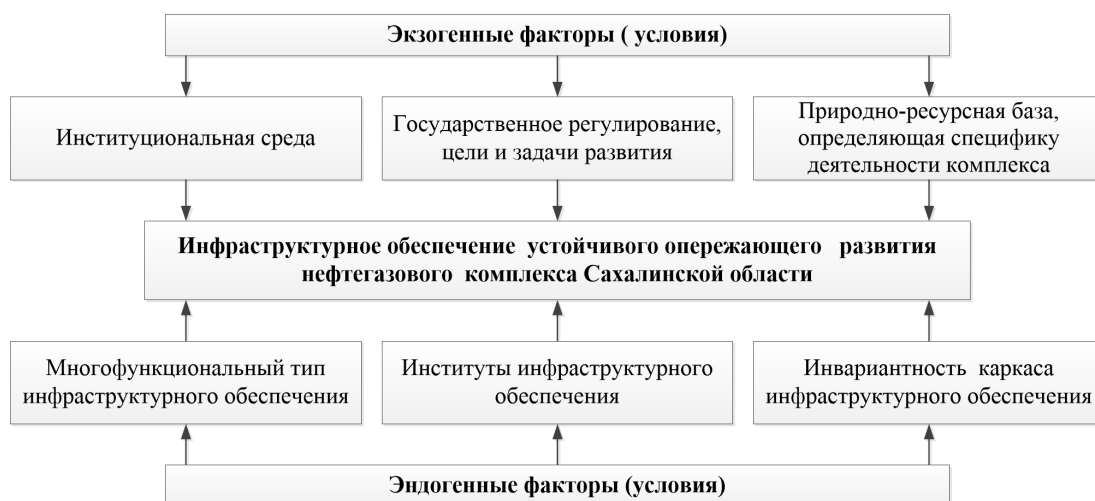 Экзогенные факторы ( условия)
Институциональная среда
Государственное регулирование,
цели и задачи развития
Природно-ресурсная база,
определяющая специфику
деятельности комплекса
Инфраструктурное обеспечение устойчивого опережающего развития
нефтегазового комплекса Сахалинской области
Многофункциональный тип
инфраструктурного обеспечения
Институты инфраструктурного
обеспечения
Инвариантность каркаса
инфраструктурного обеспечения
Эндогенные факторы (условия)